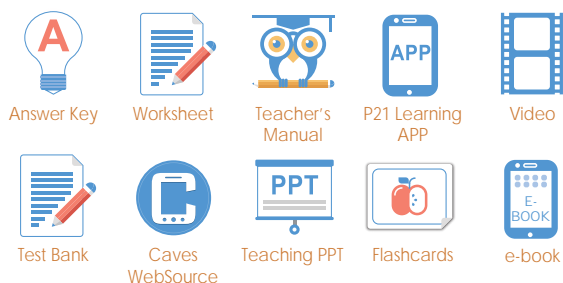 A
APP
Answer Key
Worksheet
Teacher's
Manual
P21 Learning
APP
Video
PPT
E-
BOOK
Test Bank
Caves
WebSource
Teaching PPT
Flashcards
e-book